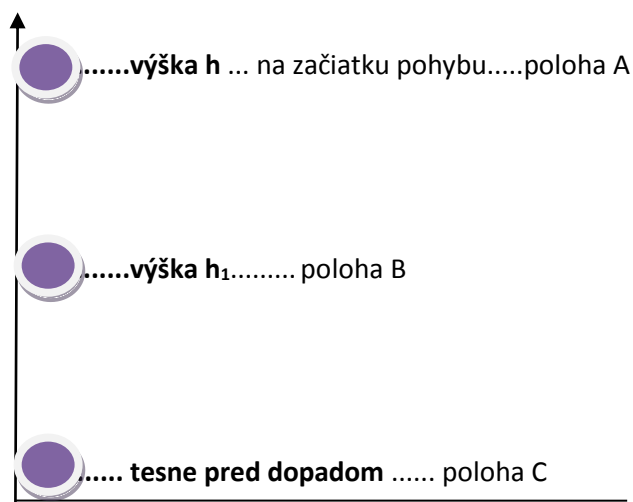 ......výška h ... na začiatku pohybu.....poloha A
......výška h₁......... poloha B
...... tesne pred dopadom ...... poloha C